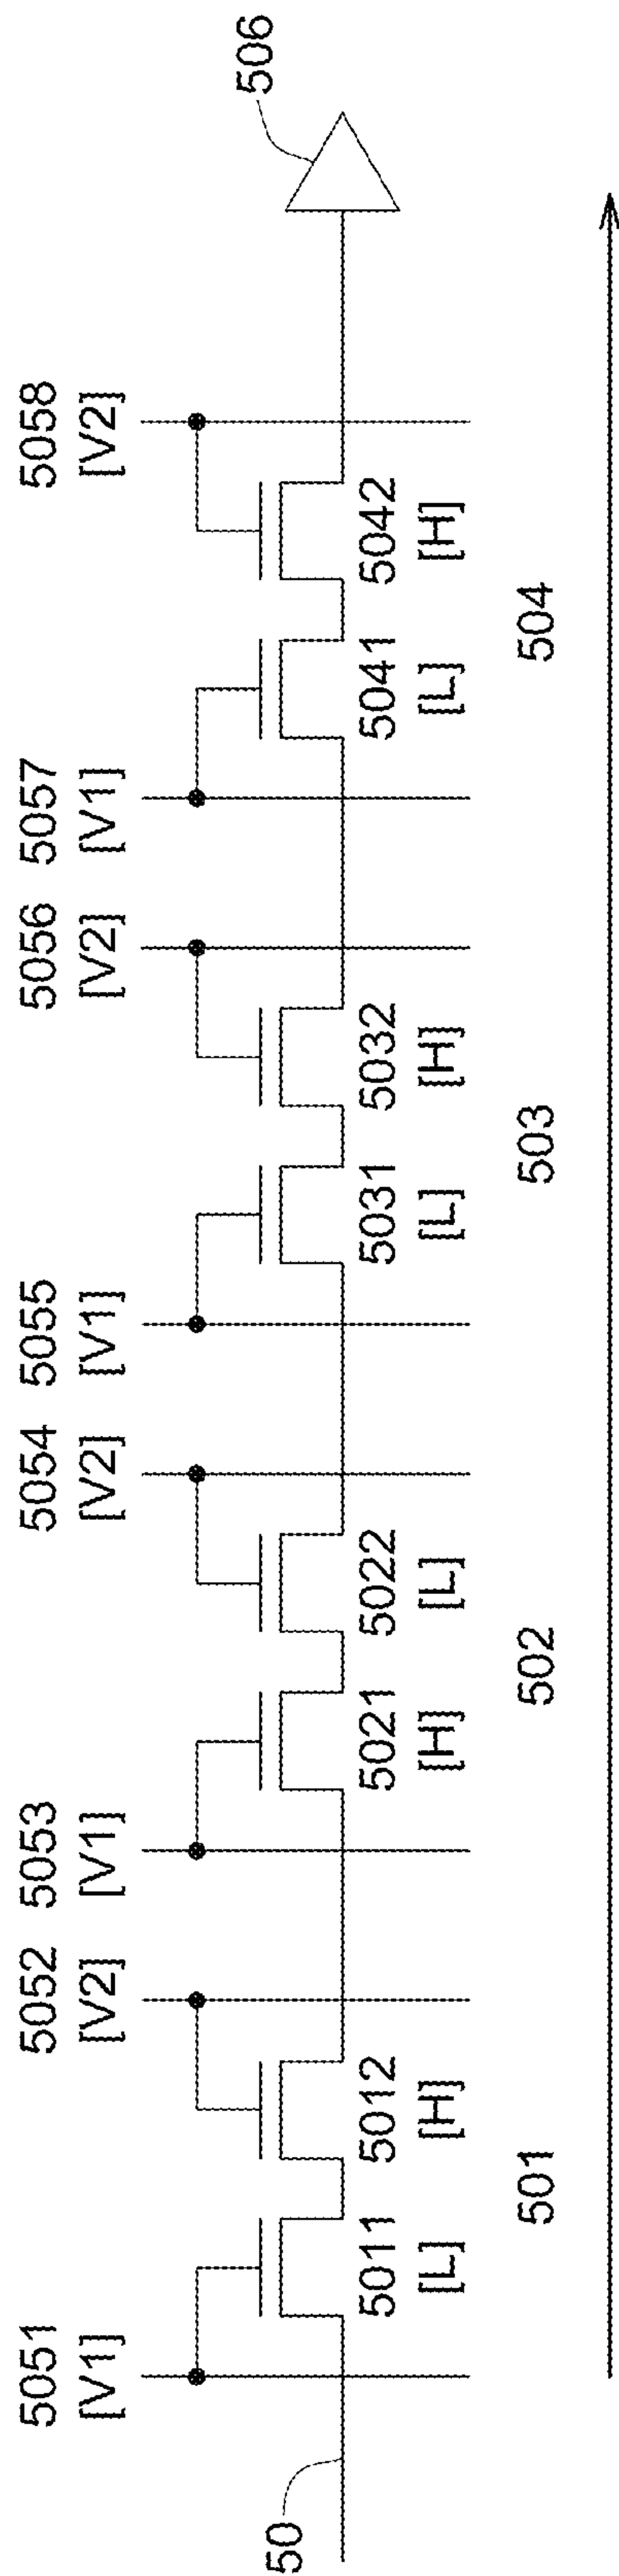 5051 5052 5053 5054 5055 5056 5057 5058
[V1] [V2] [V1] [V2] [V1] [V2] [V1] [V2]
506
50
5011 5012 5021 5022 5031 5032 5041 5042
[L] [H] [H] [L] [L] [H] [L] [H]
501 502 503 504